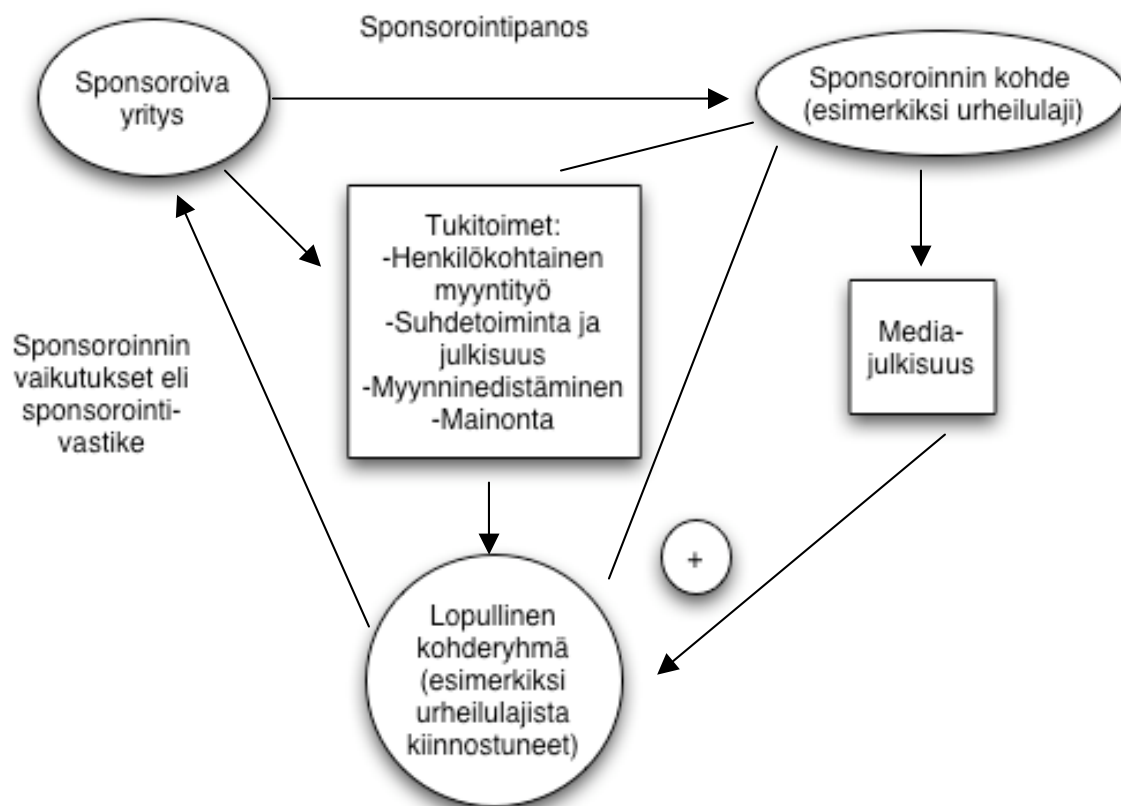 Sponsorointipanos
Sponsoroiva
yritys
Sponsoroinnin kohde
(esimerkiksi urheilulaji)
Tukitoimet:
-Henkilökohtainen
myyntityö
-Suhdetoiminta ja
julkisuus
-Myynninedistäminen
-Mainonta
Media-
julkisuus
Sponsoroinnin
vaikutukset eli
sponsorointi-
vastike
+
Lopullinen
kohderyhmä
(esimerkiksi
urheilulajista
kiinnostuneet)